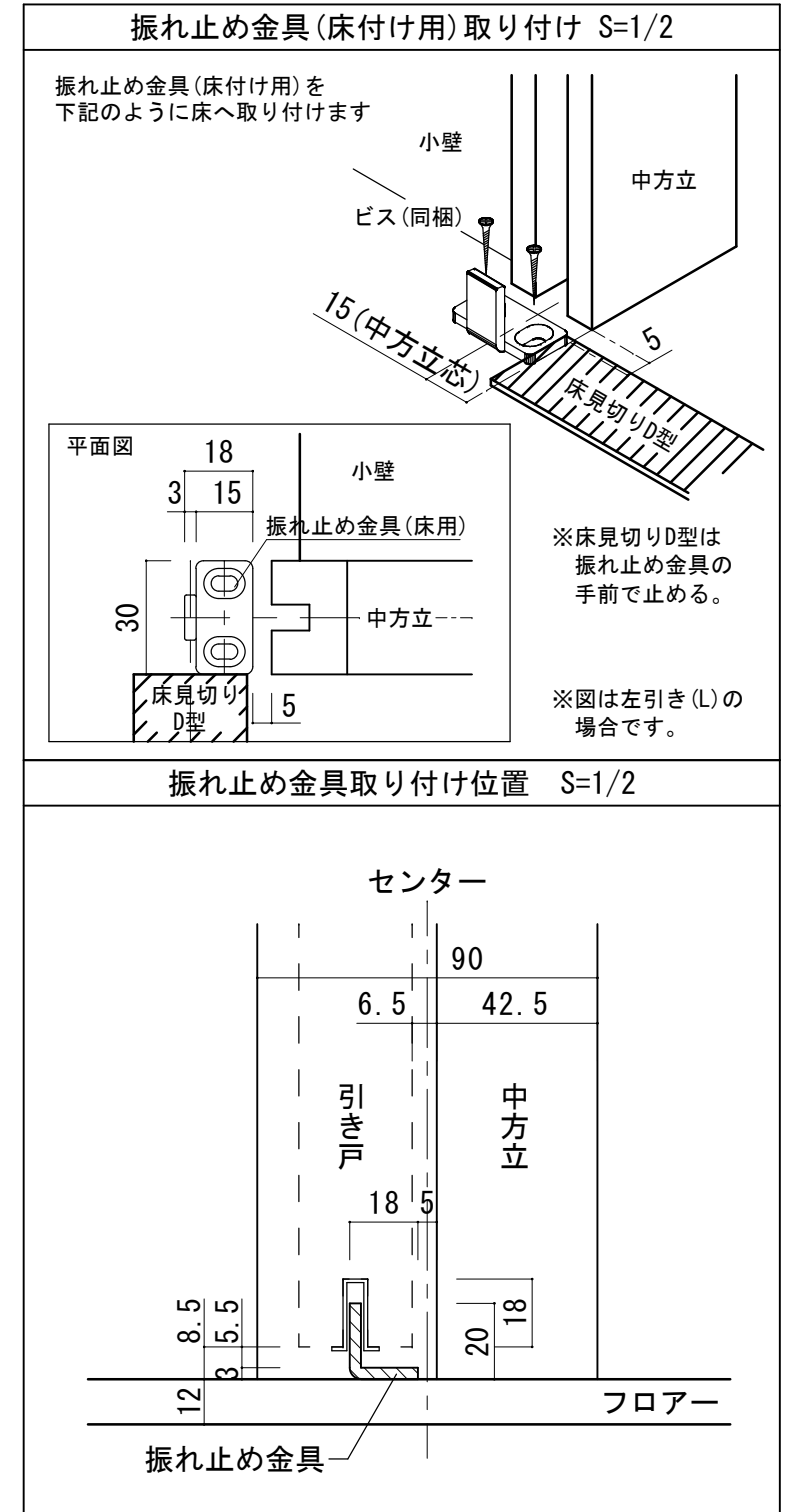 振れ止め金具(床付け用)取り付け S=1/2
振れ止め金具(床付け用)を
下記のように床へ取り付けます
小壁
中方立
ビス(同梱)
15(中方立芯)
5
床見切りD型
平面図
18
3
15
小壁
振れ止め金具(床用)
30
中方立
床見切り
D型
5
※床見切りD型は
振れ止め金具の
手前で止める。
※図は左引き(L)の
場合です。
振れ止め金具取り付け位置 S=1/2
センター
90
6.5
42.5
引き戸
中方立
18
5
8.5
5.5
3
12
20
18
フロアー
振れ止め金具